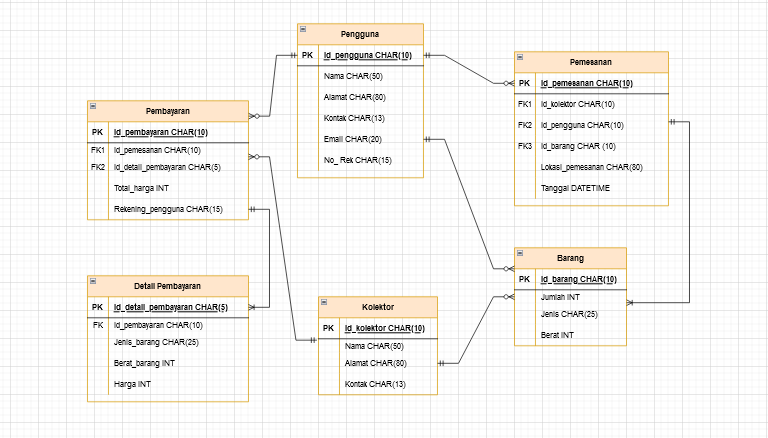 Pengguna
PK Id_pengguna CHAR(10)
Nama CHAR(50)
Alamat CHAR(80)
Kontak CHAR(13)
Email CHAR(20)
No_ Rek CHAR(15)
Pemesanan
PK Id_pemesanan CHAR(10)
FK1 Id_kolektor CHAR(10)
FK2 Id_pengguna CHAR(10)
FK3 Id_barang CHAR (10)
Lokasi_pemesanan CHAR(80)
Tanggal DATETIME
Pembayaran
PK Id_pembayaran CHAR(10)
FK1 Id_pemesanan CHAR(10)
FK2 Id_detail_pembayaran CHAR(5)
Total_harga INT
Rekening_pengguna CHAR(15)
Barang
PK Id_barang CHAR(10)
Jumlah INT
Jenis CHAR(25)
Berat INT
Detail Pembayaran
PK Id_detail_pembayaran CHAR(5)
FK Id_pembayaran CHAR(10)
Jenis_barang CHAR(25)
Berat_barang INT
Harga INT
Kolektor
PK Id_kolektor CHAR(10)
Nama CHAR(50)
Alamat CHAR(80)
Kontak CHAR(13)